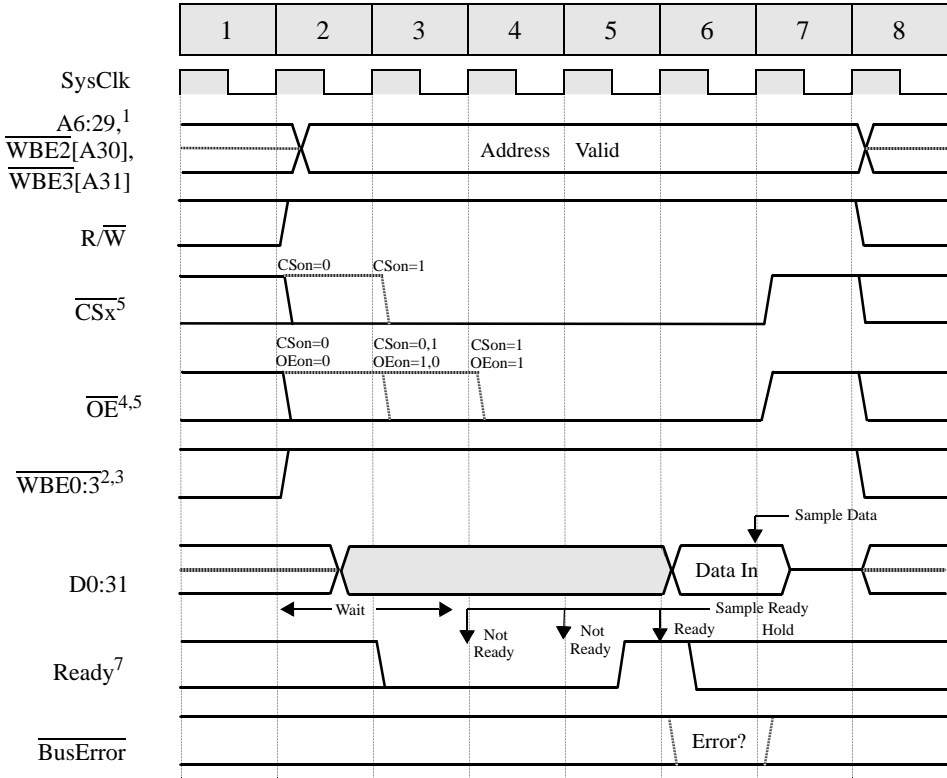 1 2 3 4 5 6 7 8
SysClk
A6:29,1
WBE2[A30],
WBE3[A31]
Address Valid
R/W
CSon=0 CSon=1
CSx5
CSon=0 CSon=0,1 CSon=1
OEon=0 OEon=1,0 OEon=1
OE4,5
WBE0:32,3
Sample Data
D0:31
Data In
Wait
Sample Ready
Not Ready
Not Ready
Ready
Hold
Ready7
BusError
Error?